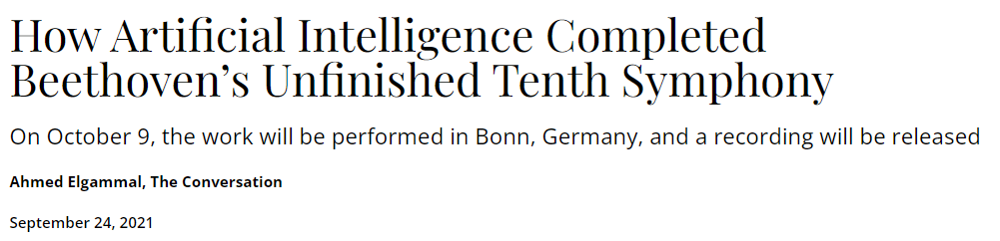 How Artificial Intelligence Completed
Beethoven’s Unfinished Tenth Symphony
On October 9, the work will be performed in Bonn, Germany, and a recording will be released
Ahmed Elgammal, The Conversation
September 24, 2021